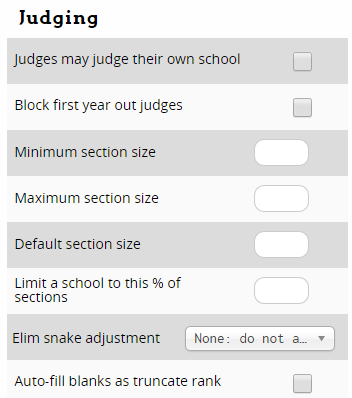 Judging
Judges may judge their own school
Block first year out judges
Minimum section size
Maximum section size
Default section size
Limit a school to this % of
sections
Elim snake adjustment
None: do not a…
Auto-fill blanks as truncate rank